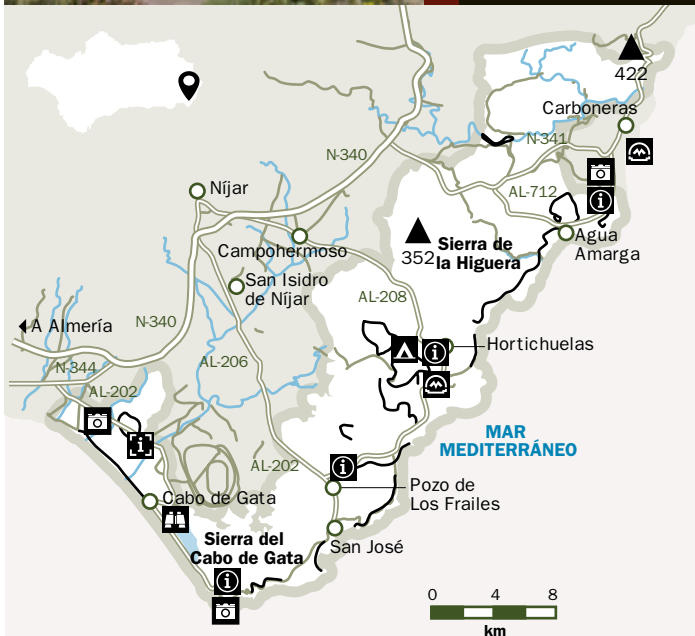 422
Carboneras
N-341
N-340
AL-712
Níjar
Agua
Amarga
352
Sierra de
la Higuera
Campohermoso
San Isidro
de Níjar
AL-208
A Almería
N-340
Hortichuelas
N-344
AL-206
AL-202
MAR
MEDITERRÁNEO
AL-202
Pozo de
Los Frailes
Cabo de Gata
Sierra del
Cabo de Gata
San José
0 4 8
km